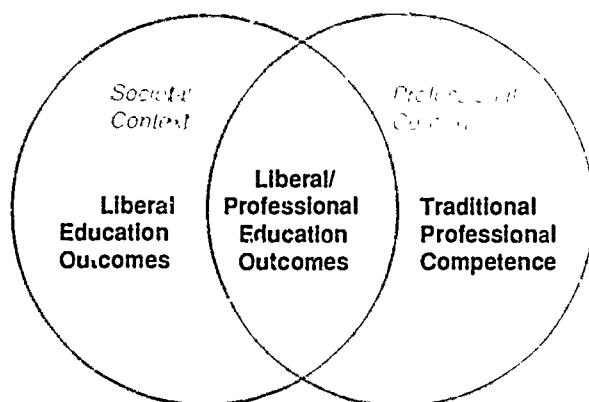 Societal
Context
Liberal
Education
Outcomes
Liberal/
Professional
Education
Outcomes
Traditional
Professional
Competence